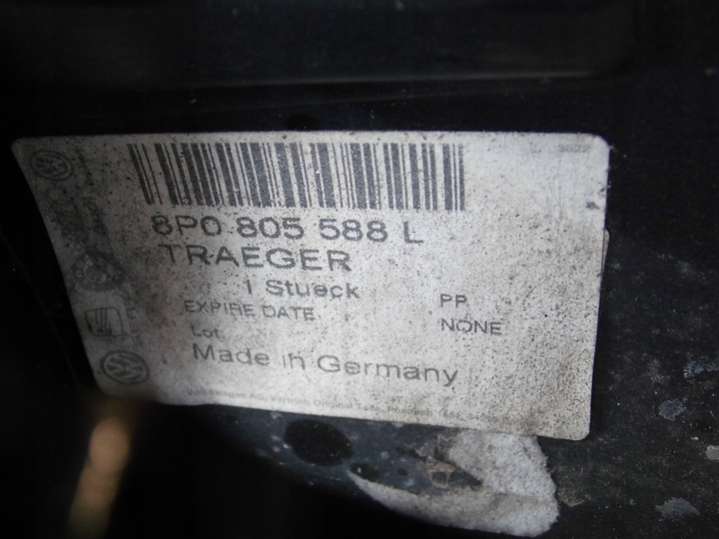 8P0 805 588 L
TRAEGER
1 Stueck
PP
EXPIRE DATE
NONE
Lot
Made in Germany